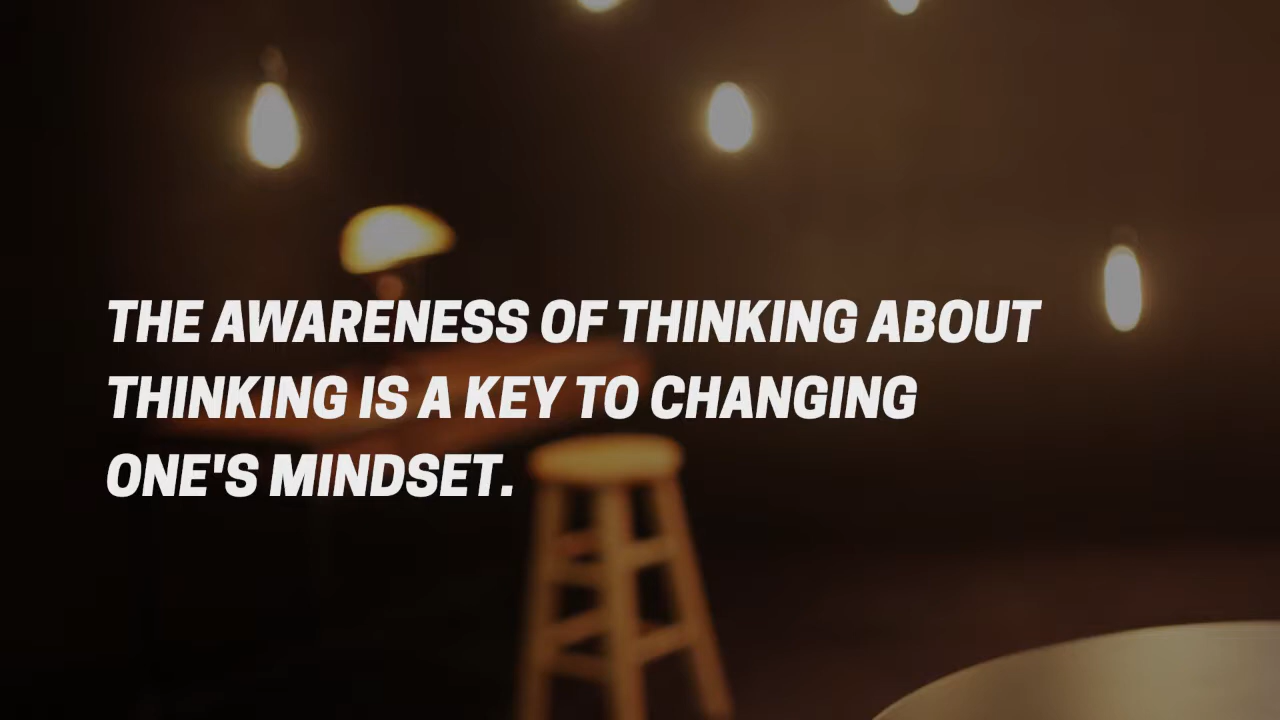 THE AWARENESS OF THINKING ABOUT
THINKING IS A KEY TO CHANGING
ONE'S MINDSET.